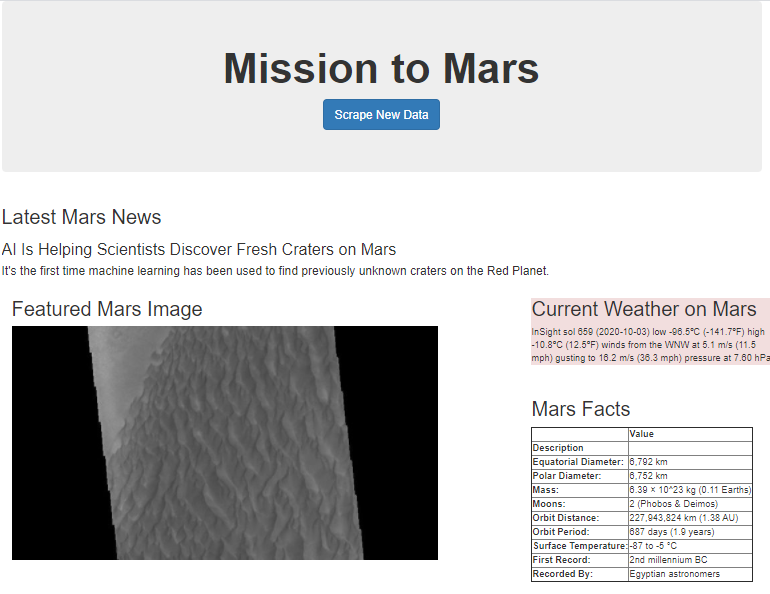 Mission to Mars
Scrape New Data
Latest Mars News
AI Is Helping Scientists Discover Fresh Craters on Mars
It's the first time machine learning has been used to find previously unknown craters on the Red Planet.
Featured Mars Image
Current Weather on Mars
InSight sol 659 (2020-10-03) low -96.5ºC (-141.7ºF) high
-10.8ºC (12.5ºF) winds from the WNW at 5.1 m/s (11.5
mph) gusting to 16.2 m/s (36.3 mph) pressure at 7.60 hPa
Mars Facts
Value
Description
Equatorial Diameter: 6,792 km
Polar Diameter: 6,752 km
Mass: 6.39 × 10^23 kg (0.11 Earths)
Moons: 2 (Phobos & Deimos)
Orbit Distance: 227,943,824 km (1.38 AU)
Orbit Period: 687 days (1.9 years)
Surface Temperature: -87 to -5 °C
First Record: 2nd millennium BC
Recorded By: Egyptian astronomers